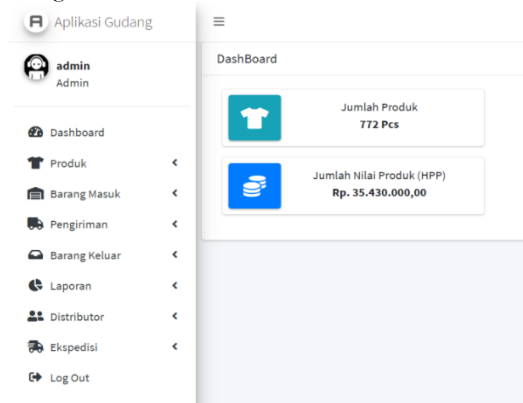 Aplikasi Gudang
admin
Admin
Dashboard
Produk
Barang Masuk
Pengiriman
Barang Keluar
Laporan
Distributor
Ekspedisi
Log Out
DashBoard
Jumlah Produk
772 Pcs
Jumlah Nilai Produk (HPP)
Rp. 35.430.000,00